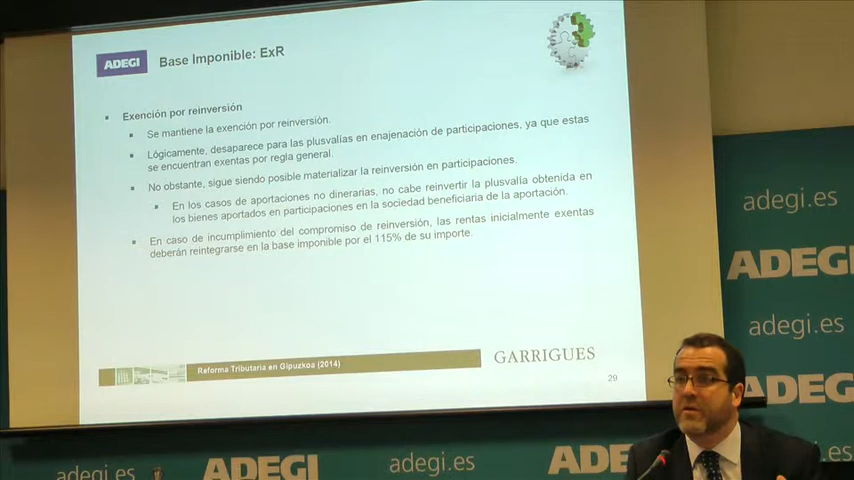 ADEGI
Base Imponible: ExR
Exención por reinversión
Se mantiene la exención por reinversión.
Lógicamente, desaparece para las plusvalías en enajenación de participaciones, ya que estas
se encuentran exentas por regla general.
No obstante, sigue siendo posible materializar la reinversión en participaciones.
En los casos de aportaciones no dinerarias, no cabe reinvertir la plusvalía obtenida en
los bienes aportados en participaciones en la sociedad beneficiaria de la aportación.
En caso de incumplimiento del compromiso de reinversión, las rentas inicialmente exentas
deberán reintegrarse en la base imponible por el 115% de su importe.
Reforma Tributaria en Gipuzkoa (2014)
GARRIGUES
29
adegi.es
ADEGI
adegi.es
ADEGI
adegi.es
ADEGI
adegi.es
ADEGI
.es